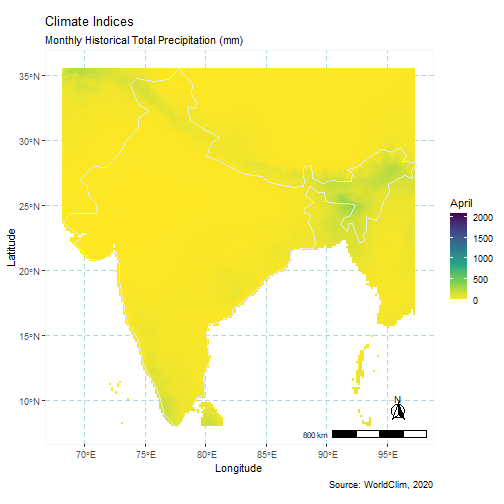 Climate Indices
Monthly Historical Total Precipitation (mm)
35°N
30°N
25°N
20°N
15°N
10°N
Latitude
70°E 75°E 80°E 85°E 90°E 95°E
Longitude
April
2000
1500
1000
500
0
N
800 km
Source: WorldClim, 2020